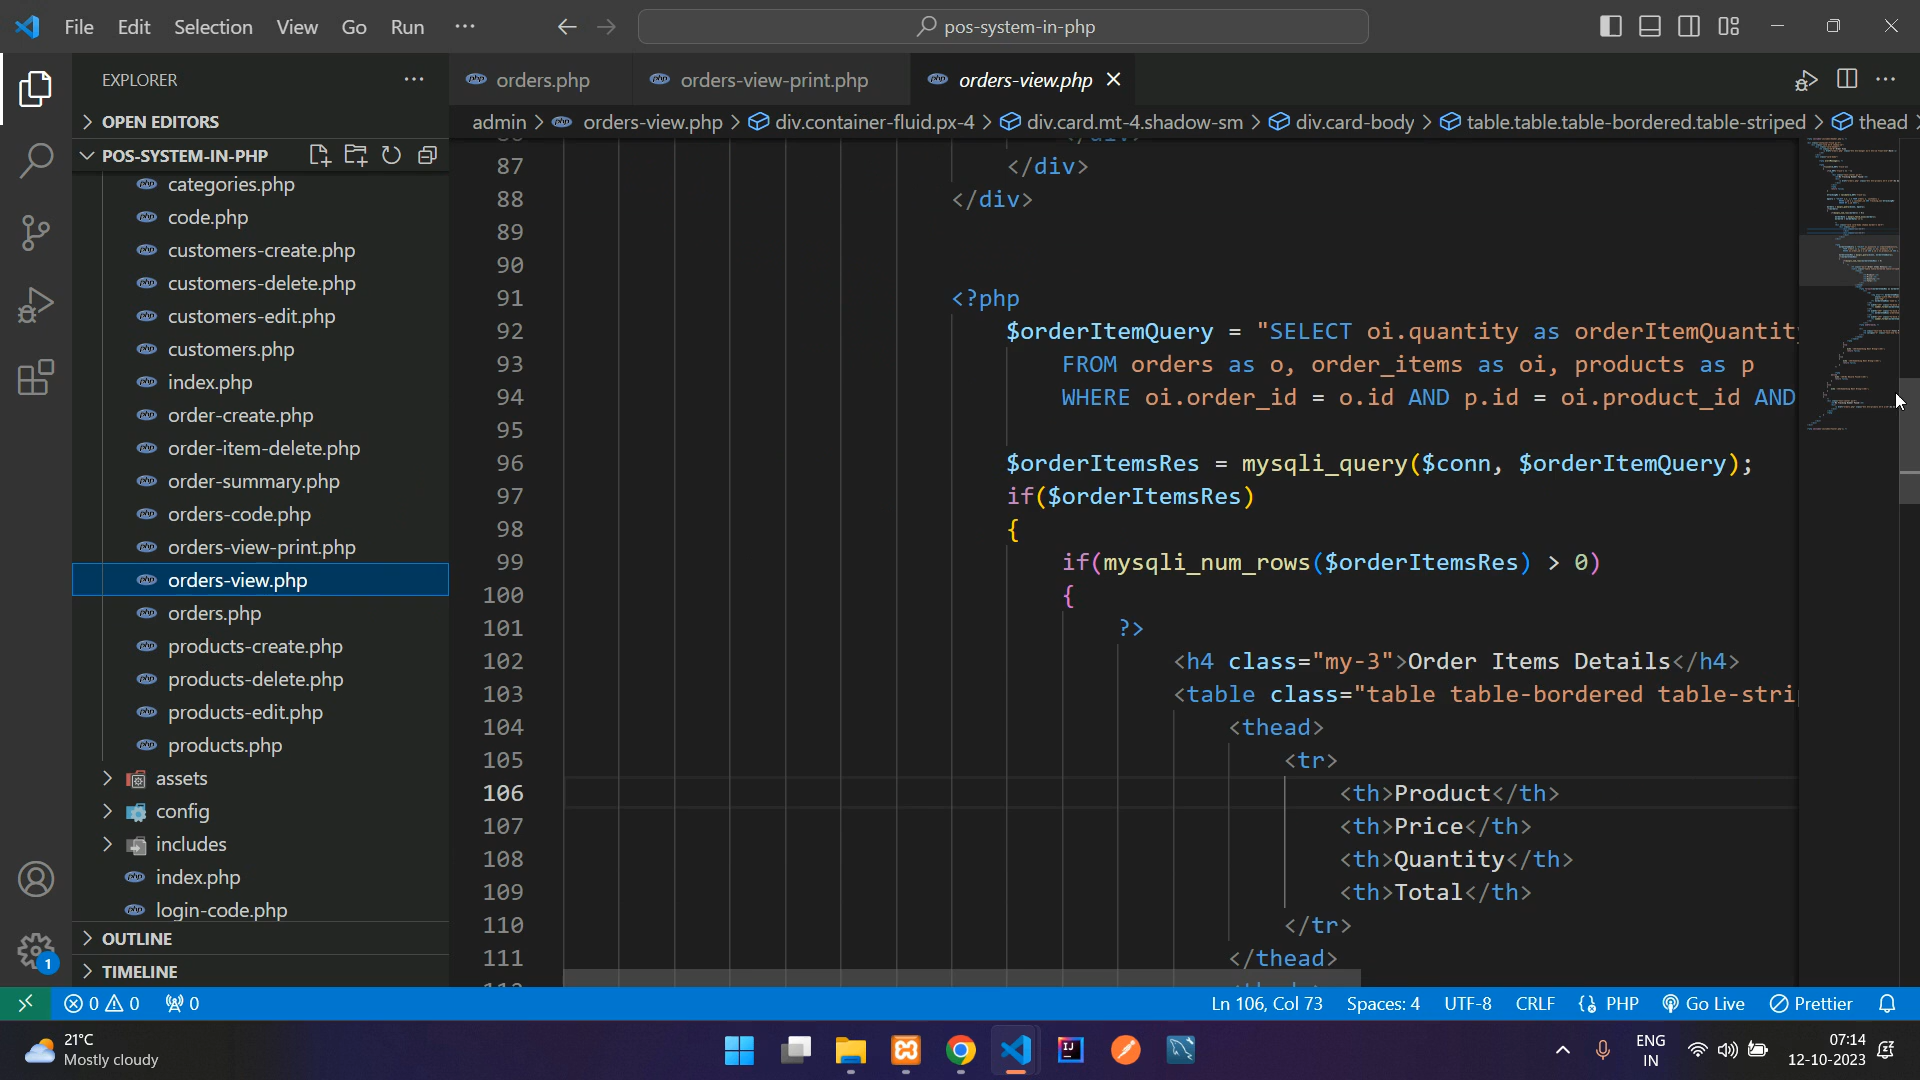 File Edit Selection View Go Run ···
pos-system-in-php
EXPLORER
orders.php
orders-view-print.php
orders-view.php
OPEN EDITORS
admin > orders-view.php > div.container-fluid.px-4 > div.card.mt-4.shadow-sm > div.card-body > table.table.table-bordered.table-striped > thead >
POS-SYSTEM-IN-PHP
categories.php
code.php
customers-create.php
customers-delete.php
customers-edit.php
customers.php
index.php
order-create.php
order-item-delete.php
order-summary.php
orders-code.php
orders-view-print.php
orders-view.php
orders.php
products-create.php
products-delete.php
products-edit.php
products.php
assets
config
includes
index.php
login-code.php
OUTLINE
TIMELINE
87 </div>
88 </div>
89
90
91 <?php
92 $orderItemQuery = "SELECT oi.quantity as orderItemQuantit
93 FROM orders as o, order_items as oi, products as p
94 WHERE oi.order_id = o.id AND p.id = oi.product_id AND
95
96 $orderItemsRes = mysqli_query($conn, $orderItemQuery);
97 if($orderItemsRes)
98 {
99 if(mysqli_num_rows($orderItemsRes) > 0)
100 {
101 ?>
102 <h4 class="my-3">Order Items Details</h4>
103 <table class="table table-bordered table-stri
104 <thead>
105 <tr>
106 <th>Product</th>
107 <th>Price</th>
108 <th>Quantity</th>
109 <th>Total</th>
110 </tr>
111 </thead>
1
0 0 0
Ln 106, Col 73 Spaces: 4 UTF-8 CRLF PHP Go Live Prettier
21°C
Mostly cloudy
ENG
IN
07:14
12-10-2023